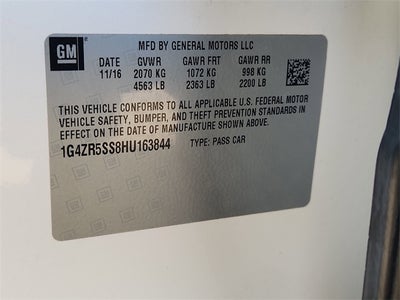 GM
MFD BY GENERAL MOTORS LLC
DATE GVWR GAWR FRT GAWR RR
11/16 2070 KG 1072 KG 998 KG
4563 LB 2363 LB 2200 LB
THIS VEHICLE CONFORMS TO ALL APPLICABLE U.S. FEDERAL MOTOR
VEHICLE SAFETY, BUMPER, AND THEFT PREVENTION STANDARDS IN
EFFECT ON THE DATE OF MANUFACTURE SHOWN ABOVE.
1G4ZR5SS8HU163844 TYPE: PASS CAR